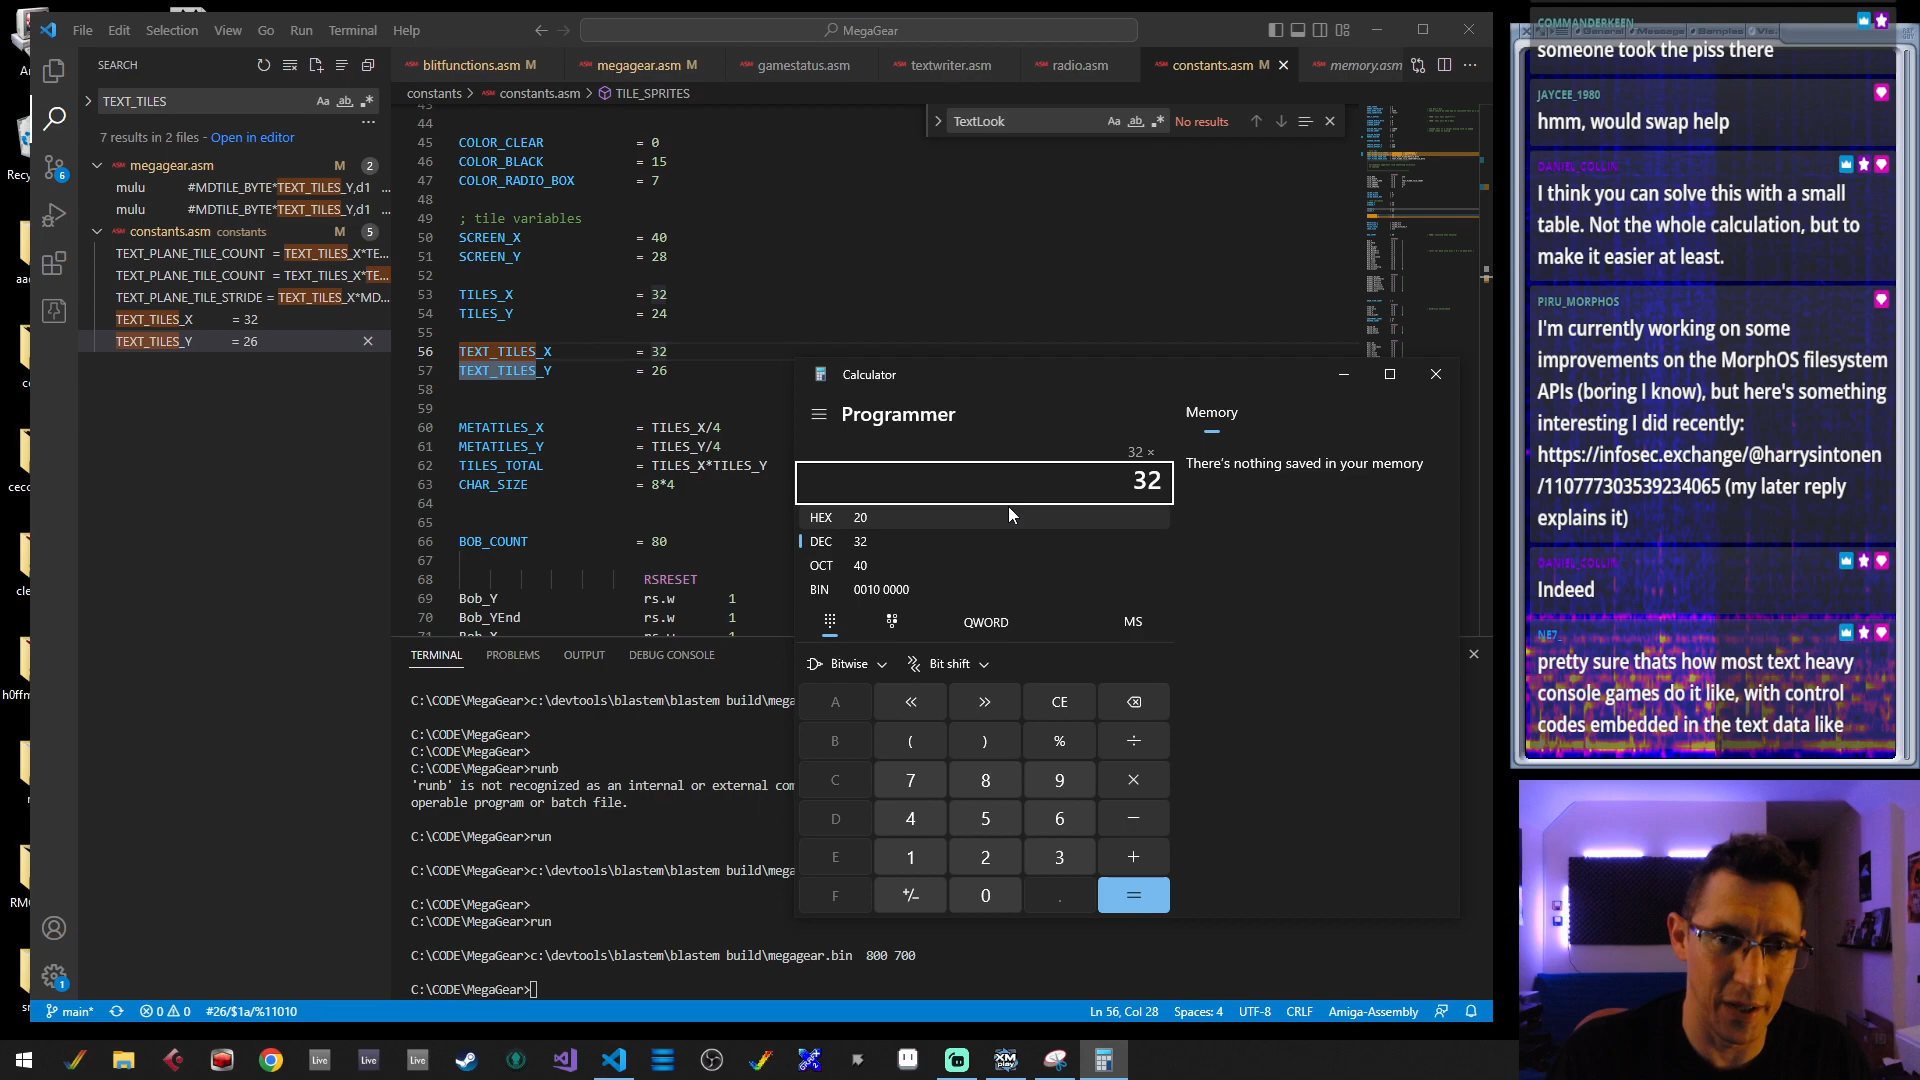 File Edit Selection View Go Run Terminal Help
MegaGear
SEARCH
TEXT_TILES
Aa ab
7 results in 2 files - Open in editor
megagear.asm M 2
mulu #MDTILE_BYTE*TEXT_TILES_Y,d1 ...
mulu #MDTILE_BYTE*TEXT_TILES_Y,d1 ...
constants.asm constants M 5
TEXT_PLANE_TILE_COUNT = TEXT_TILES_X*TE...
TEXT_PLANE_TILE_COUNT = TEXT_TILES_X*TE...
TEXT_PLANE_TILE_STRIDE = TEXT_TILES_X*MD...
TEXT_TILES_X = 32
TEXT_TILES_Y = 26
blitfunctions.asm M megagear.asm M gamestatus.asm textwriter.asm radio.asm constants.asm M memory.asm
constants > constants.asm > TILE_SPRITES
TextLook
Aa ab
No results
44
45 COLOR_CLEAR = 0
46 COLOR_BLACK = 15
47 COLOR_RADIO_BOX = 7
48
49 ; tile variables
50 SCREEN_X = 40
51 SCREEN_Y = 28
52
53 TILES_X = 32
54 TILES_Y = 24
55
56 TEXT_TILES_X = 32
57 TEXT_TILES_Y = 26
58
59
60 METATILES_X = TILES_X/4
61 METATILES_Y = TILES_Y/4
62 TILES_TOTAL = TILES_X*TILES_Y
63 CHAR_SIZE = 8*4
64
65
66 BOB_COUNT = 80
67
68 RSRESET
69 Bob_Y rs.w 1
70 Bob_YEnd rs.w 1
TERMINAL PROBLEMS OUTPUT DEBUG CONSOLE
C:\CODE\MegaGear>c:\devtools\blastem\blastem build\mega
C:\CODE\MegaGear>
C:\CODE\MegaGear>
C:\CODE\MegaGear>runb
'runb' is not recognized as an internal or external com
operable program or batch file.
C:\CODE\MegaGear>run
C:\CODE\MegaGear>c:\devtools\blastem\blastem build\mega
C:\CODE\MegaGear>
C:\CODE\MegaGear>run
C:\CODE\MegaGear>c:\devtools\blastem\blastem build\megagear.bin 800 700
C:\CODE\MegaGear>
Calculator
Programmer
32 ×
32
HEX 20
DEC 32
OCT 40
BIN 0010 0000
QWORD MS
Bitwise Bit shift
A << >> CE
B ( ) % ÷
C 7 8 9 ×
D 4 5 6 −
E 1 2 3 +
F +/− 0 . =
Memory
There's nothing saved in your memory
main* 0 0 #26/$1a/%11010
Ln 56, Col 28 Spaces: 4 UTF-8 CRLF Amiga-Assembly
COMMANDERKEEN
someone took the piss there
JAYCEE_1980
hmm, would swap help
DANIEL_COLLIN
I think you can solve this with a small
table. Not the whole calculation, but to
make it easier at least.
PIRU_MORPHOS
I'm currently working on some
improvements on the MorphOS filesystem
APIs (boring I know), but here's something
interesting I did recently:
https://infosec.exchange/@harrysintonen
/110777303539234065 (my later reply
explains it)
DANIEL_COLLIN
Indeed
NE7_
pretty sure thats how most text heavy
console games do it like, with control
codes embedded in the text data like
Live Live Live